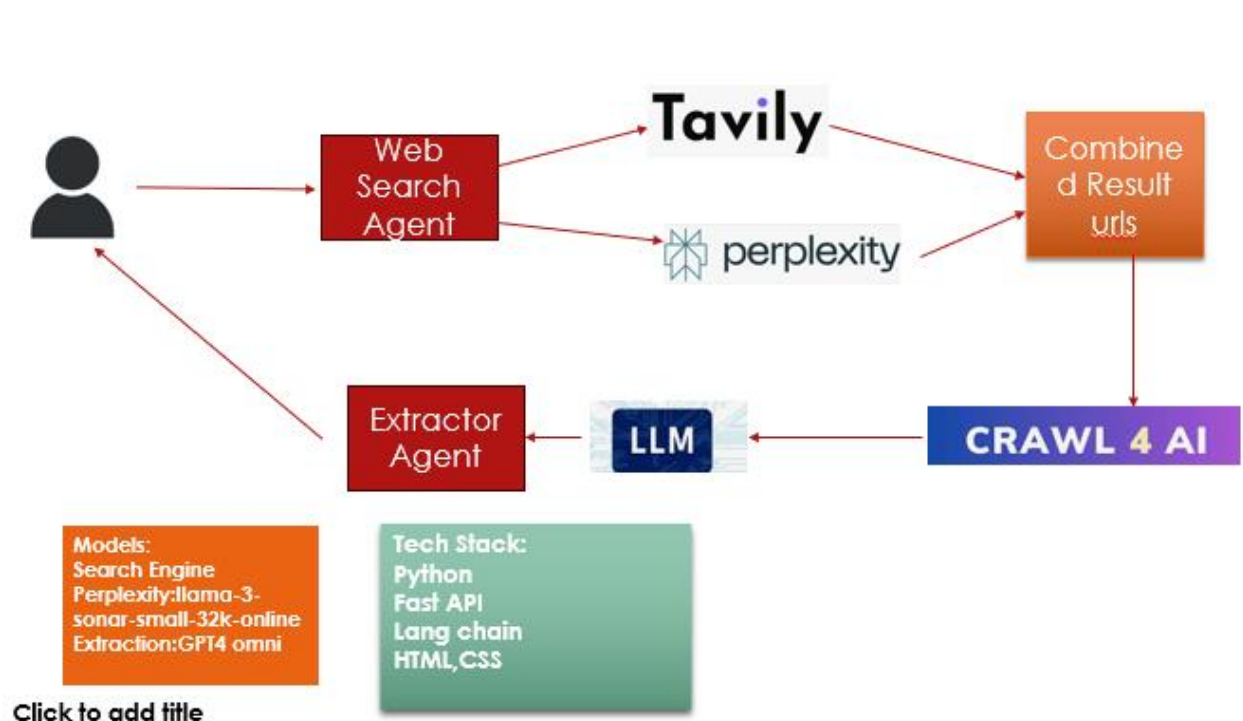 Web
Search
Agent
Tavily
perplexity
Combine
d Result
urls
Extractor
Agent
LLM
CRAWL 4 AI
Models:
Search Engine
Perplexity:llama-3-
sonar-small-32k-online
Extraction:GPT4 omni
Tech Stack:
Python
Fast API
Lang chain
HTML,CSS
Click to add title